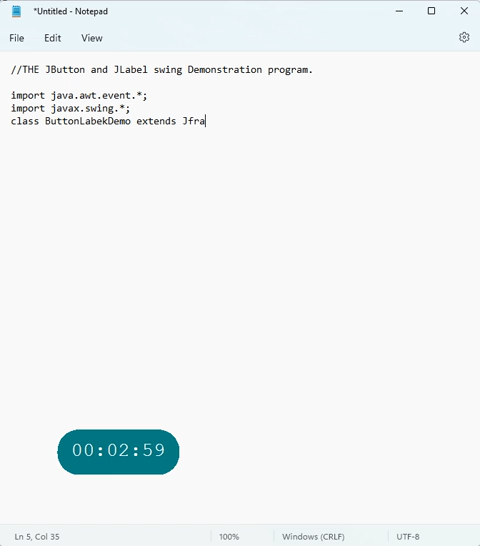 *Untitled - Notepad
File Edit View
//THE JButton and JLabel swing Demonstration program.
import java.awt.event.*;
import javax.swing.*;
class ButtonLabekDemo extends Jfra
00:02:59
Ln 5, Col 35 100% Windows (CRLF) UTF-8